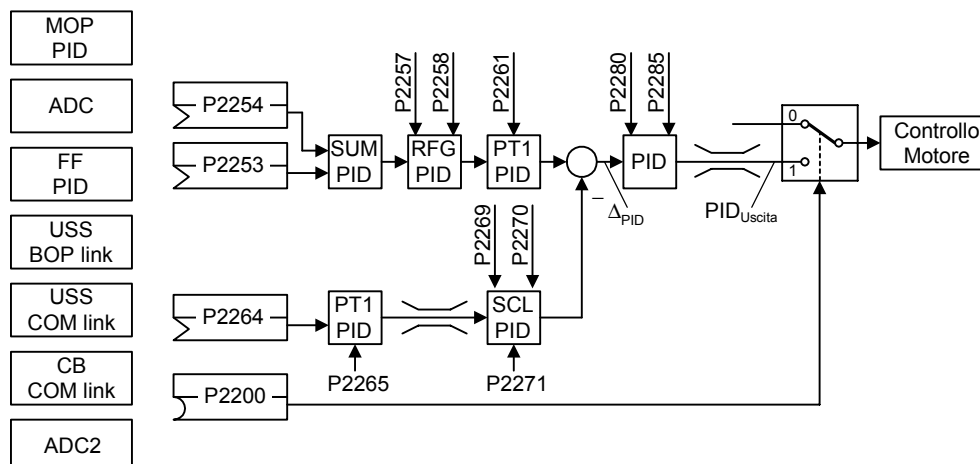 MOP
PID
ADC
FF
PID
USS
BOP link
USS
COM link
CB
COM link
ADC2
P2254
P2253
SUM
PID
P2257
P2258
RFG
PID
P2261
PT1
PID
P2280
P2285
PID
− ΔPID
PIDUscita
0
1
Controllo
Motore
P2264
PT1
PID
P2265
P2269
P2270
SCL
PID
P2271
P2200